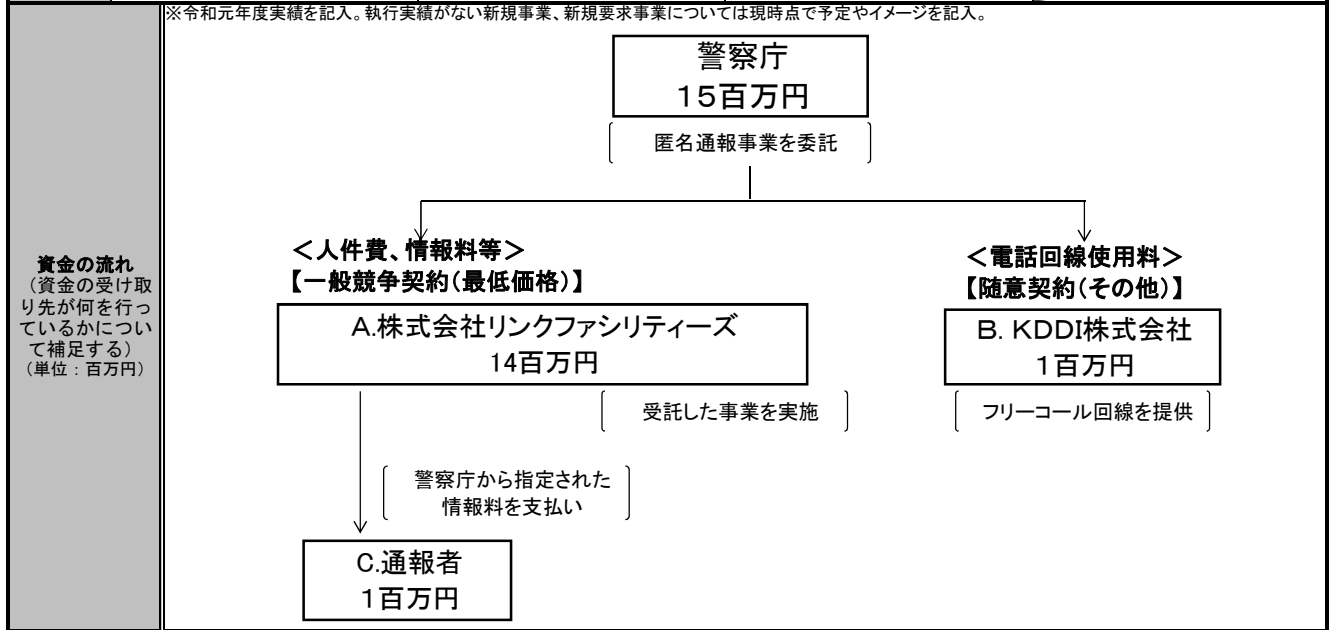 ※令和元年度実績を記入。執行実績がない新規事業、新規要求事業については現時点で予定やイメージを記入。
資金の流れ
(資金の受け取
り先が何を行っ
ているかについ
て補足する)
(単位：百万円)
警察庁
15百万円
匿名通報事業を委託
<人件費、情報料等>
【一般競争契約(最低価格)】
A.株式会社リンクファシリティーズ
14百万円
受託した事業を実施
<電話回線使用料>
【随意契約(その他)】
B. KDDI株式会社
1百万円
フリーコール回線を提供
警察庁から指定された
情報料を支払い
C.通報者
1百万円